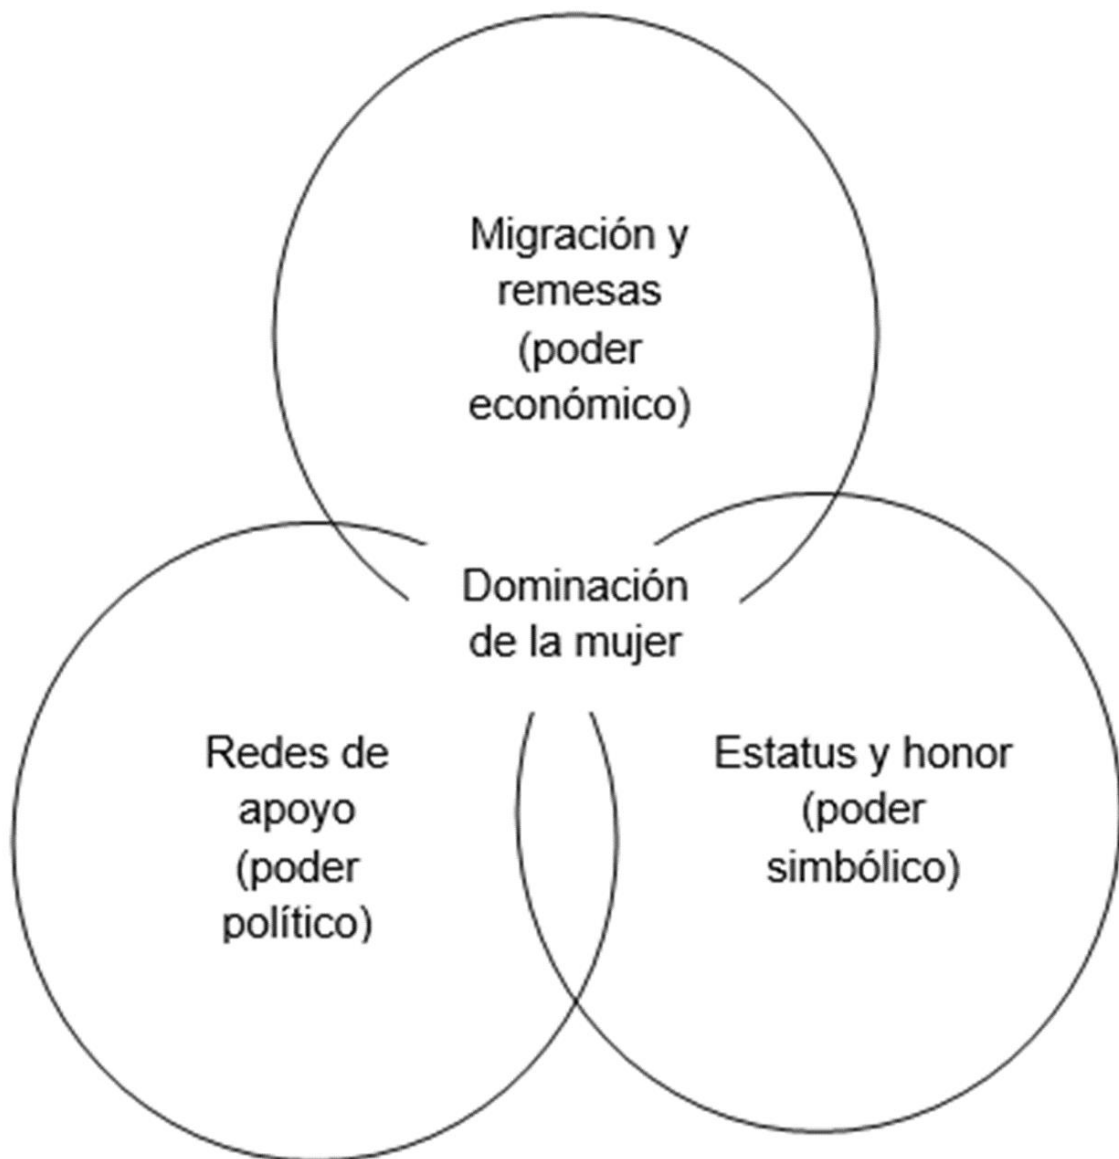 Migración y
remesas
(poder
económico)
Dominación
de la mujer
Redes de
apoyo
(poder
político)
Estatus y honor
(poder
simbólico)